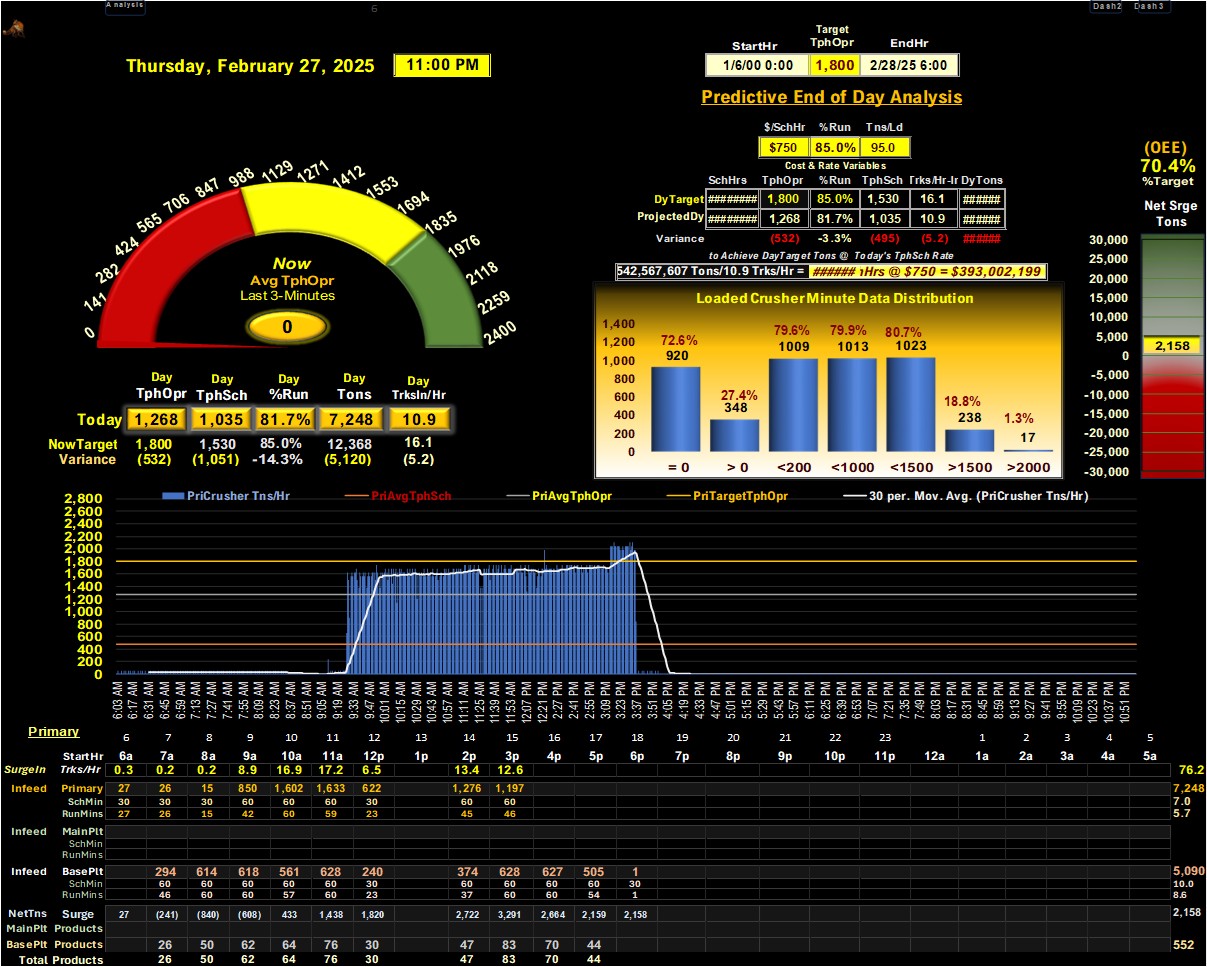 Analysis 6 Dash2 Dash3
Thursday, February 27, 2025 11:00 PM
StartHr Target TphOpr EndHr
1/6/00 0:00 1,800 2/28/25 6:00
Predictive End of Day Analysis
$/SchHr %Run Tns/Ld
$750 85.0% 95.0
Cost & Rate Variables
SchHrs TphOpr %Run TphSch Trks/Hr-Ir DyTons
DyTarget ######## 1,800 85.0% 1,530 16.1 ######
ProjectedDy ######## 1,268 81.7% 1,035 10.9 ######
Variance (532) -3.3% (495) (5.2) ######
to Achieve DayTarget Tons @ Today's TphSch Rate
542,567,607 Tons/10.9 Trks/Hr = ###### Hrs @ $750 = $393,002,199
(OEE)
70.4%
%Target
Net Srge
Tons
30,000
25,000
20,000
15,000
10,000
5,000
2,158
0
-5,000
-10,000
-15,000
-20,000
-25,000
-30,000
0 141 282 424 565 706 847 988 1129 1271 1412 1553 1694 1835 1976 2118 2259 2400
Now
Avg TphOpr
Last 3-Minutes
0
Day Day Day Day Day
TphOpr TphSch %Run Tons TrksIn/Hr
Today 1,268 1,035 81.7% 7,248 10.9
NowTarget 1,800 1,530 85.0% 12,368 16.1
Variance (532) (1,051) -14.3% (5,120) (5.2)
Loaded Crusher Minute Data Distribution
1,400
1,200
1,000
800
600
400
200
0
72.6% 27.4% 79.6% 79.9% 80.7% 18.8% 1.3%
920 348 1009 1013 1023 238 17
= 0 > 0 <200 <1000 <1500 >1500 >2000
PriCrusher Tns/Hr PriAvgTphSch PriAvgTphOpr PriTargetTphOpr 30 per. Mov. Avg. (PriCrusher Tns/Hr)
2,800
2,600
2,400
2,200
2,000
1,800
1,600
1,400
1,200
1,000
800
600
400
200
0
6:03 AM 6:17 AM 6:31 AM 6:45 AM 6:59 AM 7:13 AM 7:27 AM 7:41 AM 7:55 AM 8:09 AM 8:23 AM 8:37 AM 8:51 AM 9:05 AM 9:19 AM 9:33 AM 9:47 AM 10:01 AM 10:15 AM 10:29 AM 10:43 AM 10:57 AM 11:11 AM 11:25 AM 11:39 AM 11:53 AM 12:07 PM 12:21 PM 12:27 PM 2:41 PM 2:55 PM 3:09 PM 3:23 PM 3:37 PM 3:51 PM 4:05 PM 4:19 PM 4:33 PM 4:47 PM 5:01 PM 5:15 PM 5:29 PM 5:43 PM 5:57 PM 6:11 PM 6:25 PM 6:39 PM 6:53 PM 7:07 PM 7:21 PM 7:35 PM 7:49 PM 8:03 PM 8:17 PM 8:31 PM 8:45 PM 8:59 PM 9:13 PM 9:27 PM 9:41 PM 9:55 PM 10:09 PM 10:23 PM 10:37 PM 10:51 PM
Primary 6 7 8 9 10 11 12 13 14 15 16 17 18 19 20 21 22 23 1 2 3 4 5
StartHr 6a 7a 8a 9a 10a 11a 12p 1p 2p 3p 4p 5p 6p 7p 8p 9p 10p 11p 12a 1a 2a 3a 4a 5a
SurgeIn Trks/Hr 0.3 0.2 0.2 8.9 16.9 17.2 6.5 13.4 12.6 76.2
Infeed Primary 27 26 15 850 1,602 1,633 622 1,276 1,197 7,248
SchMin 30 30 30 60 60 60 30 60 60 7.0
RunMins 27 26 15 42 60 59 23 45 46 5.7
Infeed MainPlt
SchMin
RunMins
Infeed BasePlt 294 614 618 561 628 240 374 628 627 505 1 5,090
SchMin 60 60 60 60 60 30 60 60 60 60 30 10.0
RunMins 46 60 60 57 60 23 37 60 60 54 1 8.6
NetTns Surge 27 (241) (840) (608) 433 1,438 1,820 2,722 3,291 2,664 2,159 2,158 2,158
MainPlt Products
BasePlt Products 26 50 62 64 76 30 47 83 70 44 552
Total Products 26 50 62 64 76 30 47 83 70 44